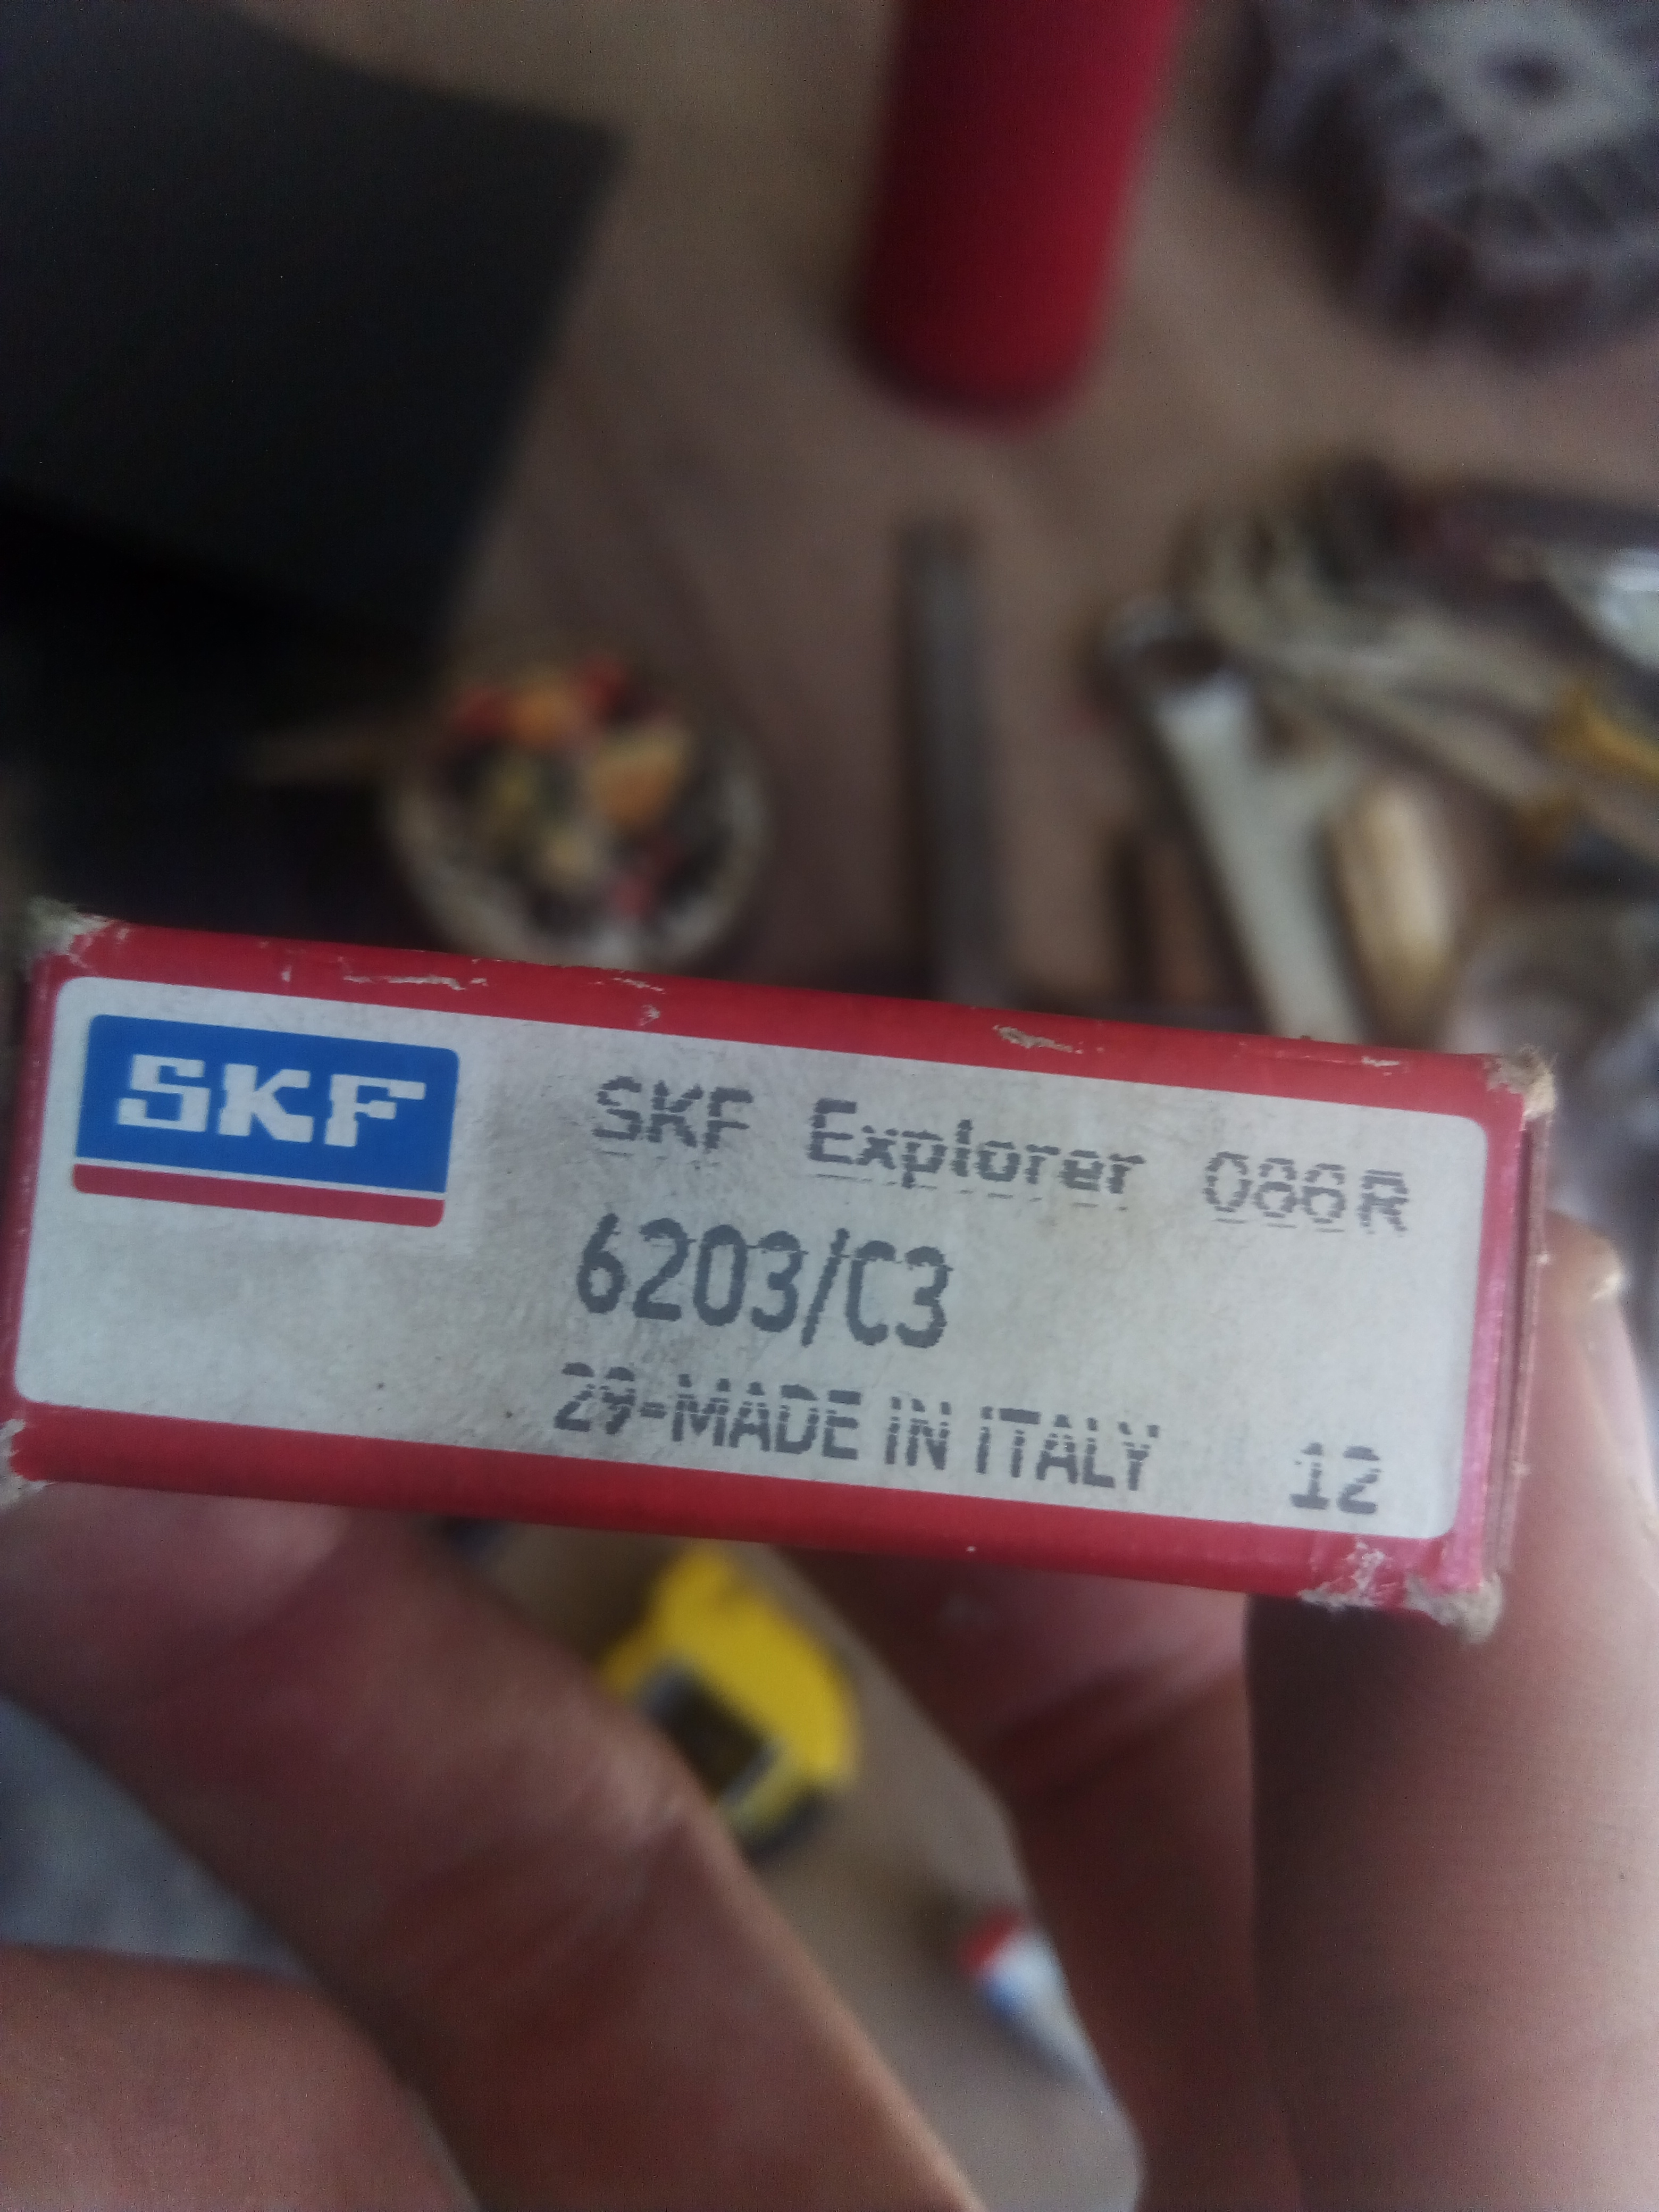 SKF
SKF Explorer 086R
6203/C3
29-MADE IN ITALY 12